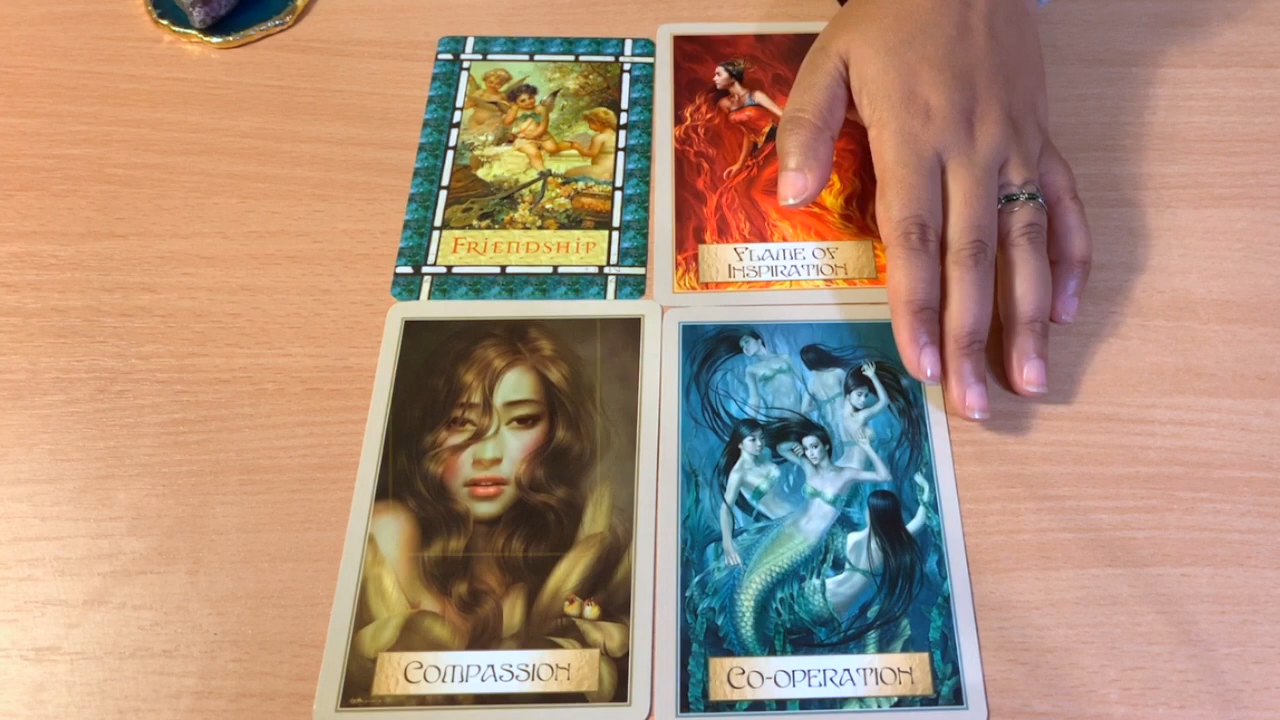 FRIENDSHIP
FLAME OF
INSPIRATION
COMPASSION
CO-OPERATION